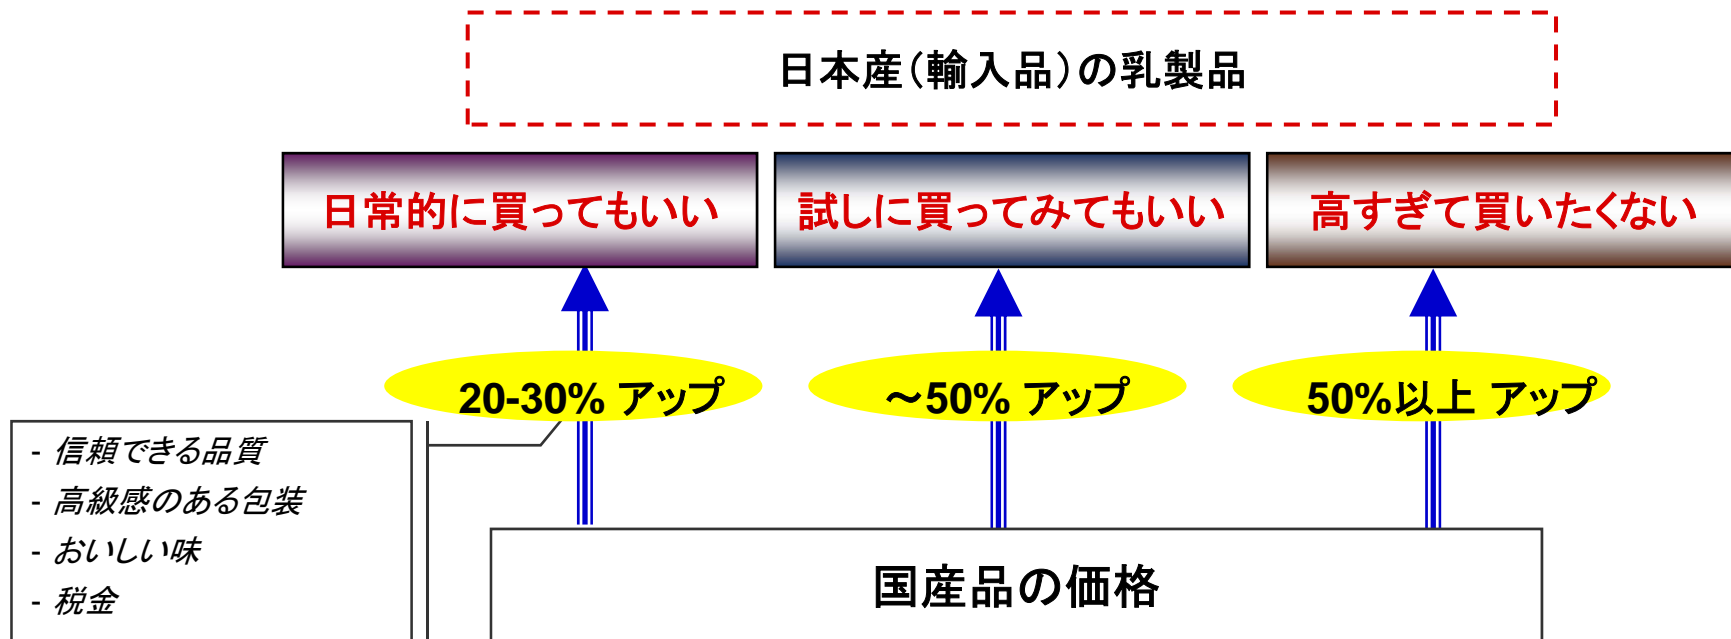 日本産（輸入品）の乳製品
日常的に買ってもいい
試しに買ってみてもいい
高すぎて買いたくない
20-30% アップ
～50% アップ
50%以上 アップ
- 信頼できる品質
- 高級感のある包装
- おいしい味
- 税金
国産品の価格